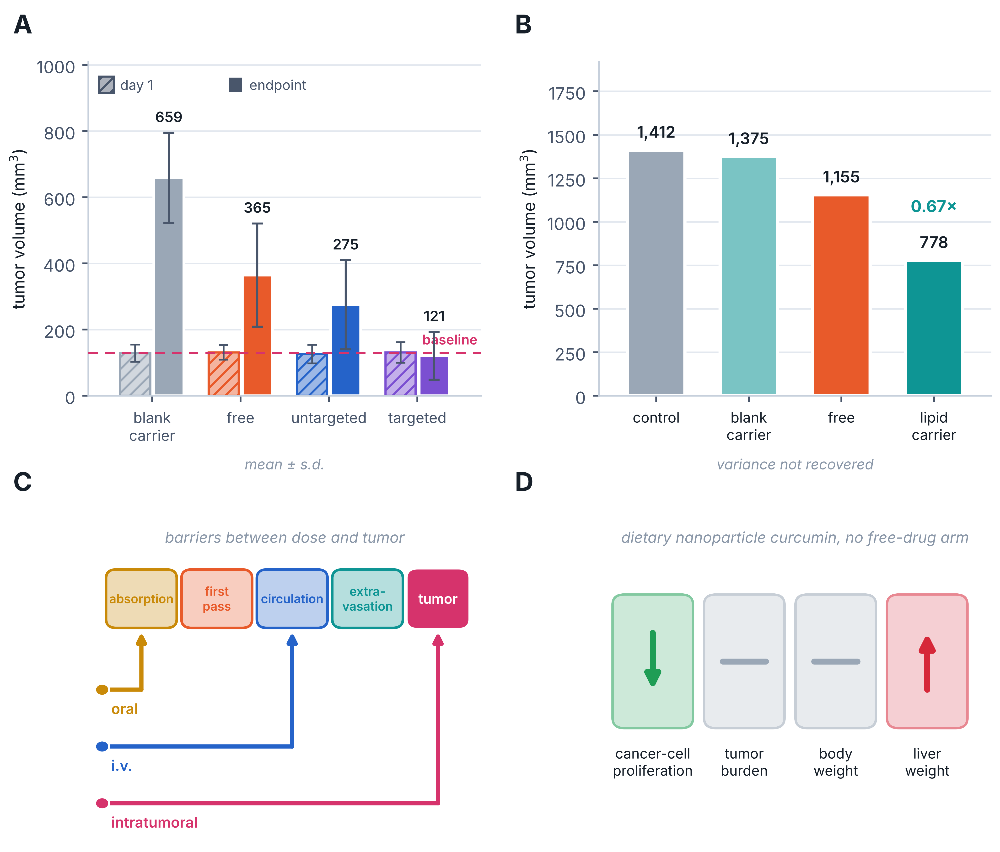 A
tumor volume (mm³)
1000
800
600
400
200
0
day 1
endpoint
659
365
275
121
baseline
blank
carrier
free
untargeted
targeted
mean ± s.d.
B
tumor volume (mm³)
1750
1500
1250
1000
750
500
250
0
1,412
1,375
1,155
0.67×
778
control
blank
carrier
free
lipid
carrier
variance not recovered
C
barriers between dose and tumor
absorption
first
pass
circulation
extra-
vasation
tumor
oral
i.v.
intratumoral
D
dietary nanoparticle curcumin, no free-drug arm
cancer-cell
proliferation
tumor
burden
body
weight
liver
weight